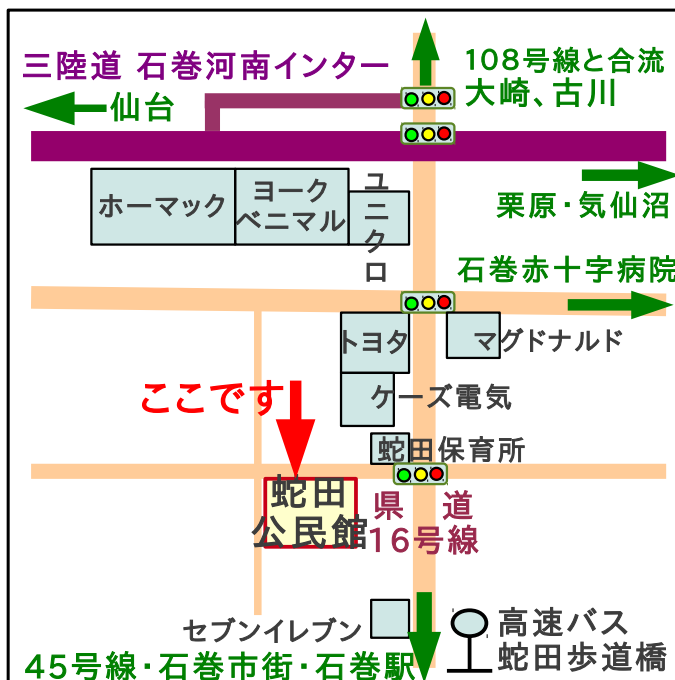 三陸道 石巻河南インター
108号線と合流
大崎、古川
仙台
ホーマック
ヨーク
ベニマル
ユニクロ
栗原・気仙沼
石巻赤十字病院
トヨタ
マグドナルド
ケーズ電気
ここです
蛇田保育所
蛇田
公民館
県 道
16号線
セブンイレブン
高速バス
蛇田歩道橋
45号線・石巻市街・石巻駅